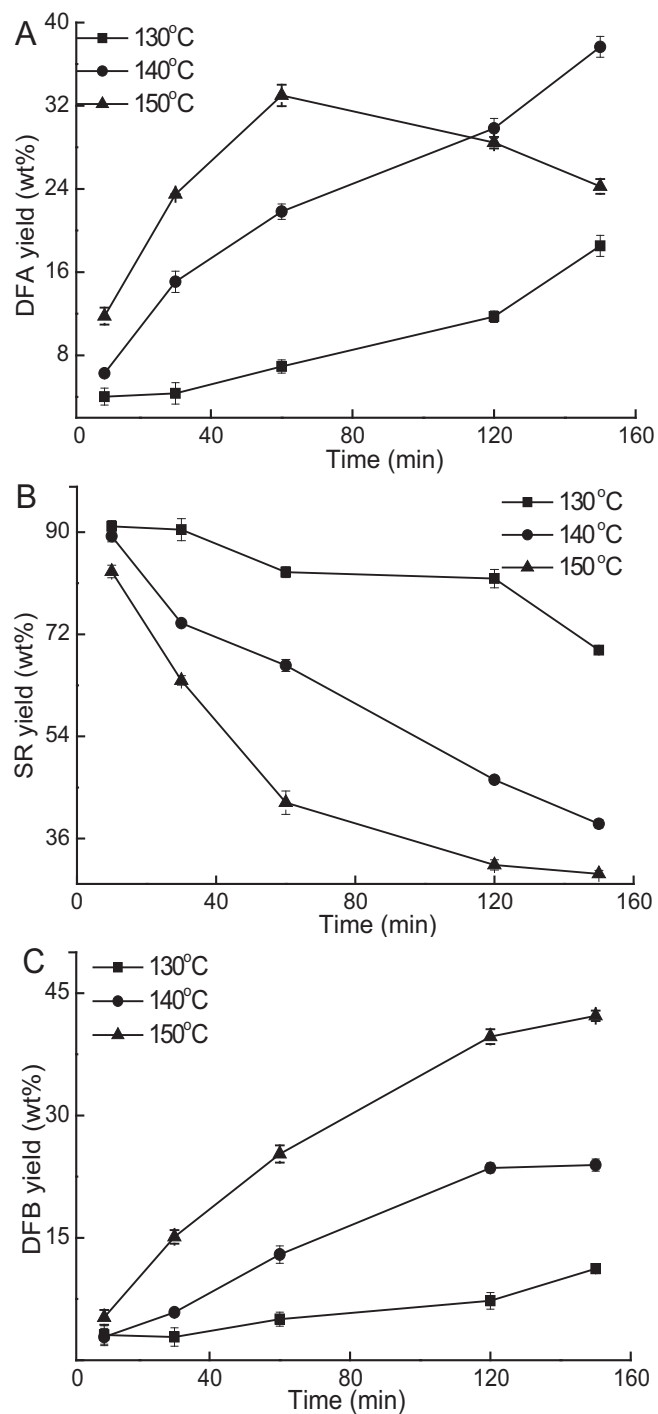 A
130°C
140°C
150°C
40
32
24
16
8
DFA yield (wt%)
0 40 80 120 160
Time (min)
B
130°C
140°C
150°C
90
72
54
36
SR yield (wt%)
0 40 80 120 160
Time (min)
C
130°C
140°C
150°C
45
30
15
DFB yield (wt%)
0 40 80 120 160
Time (min)